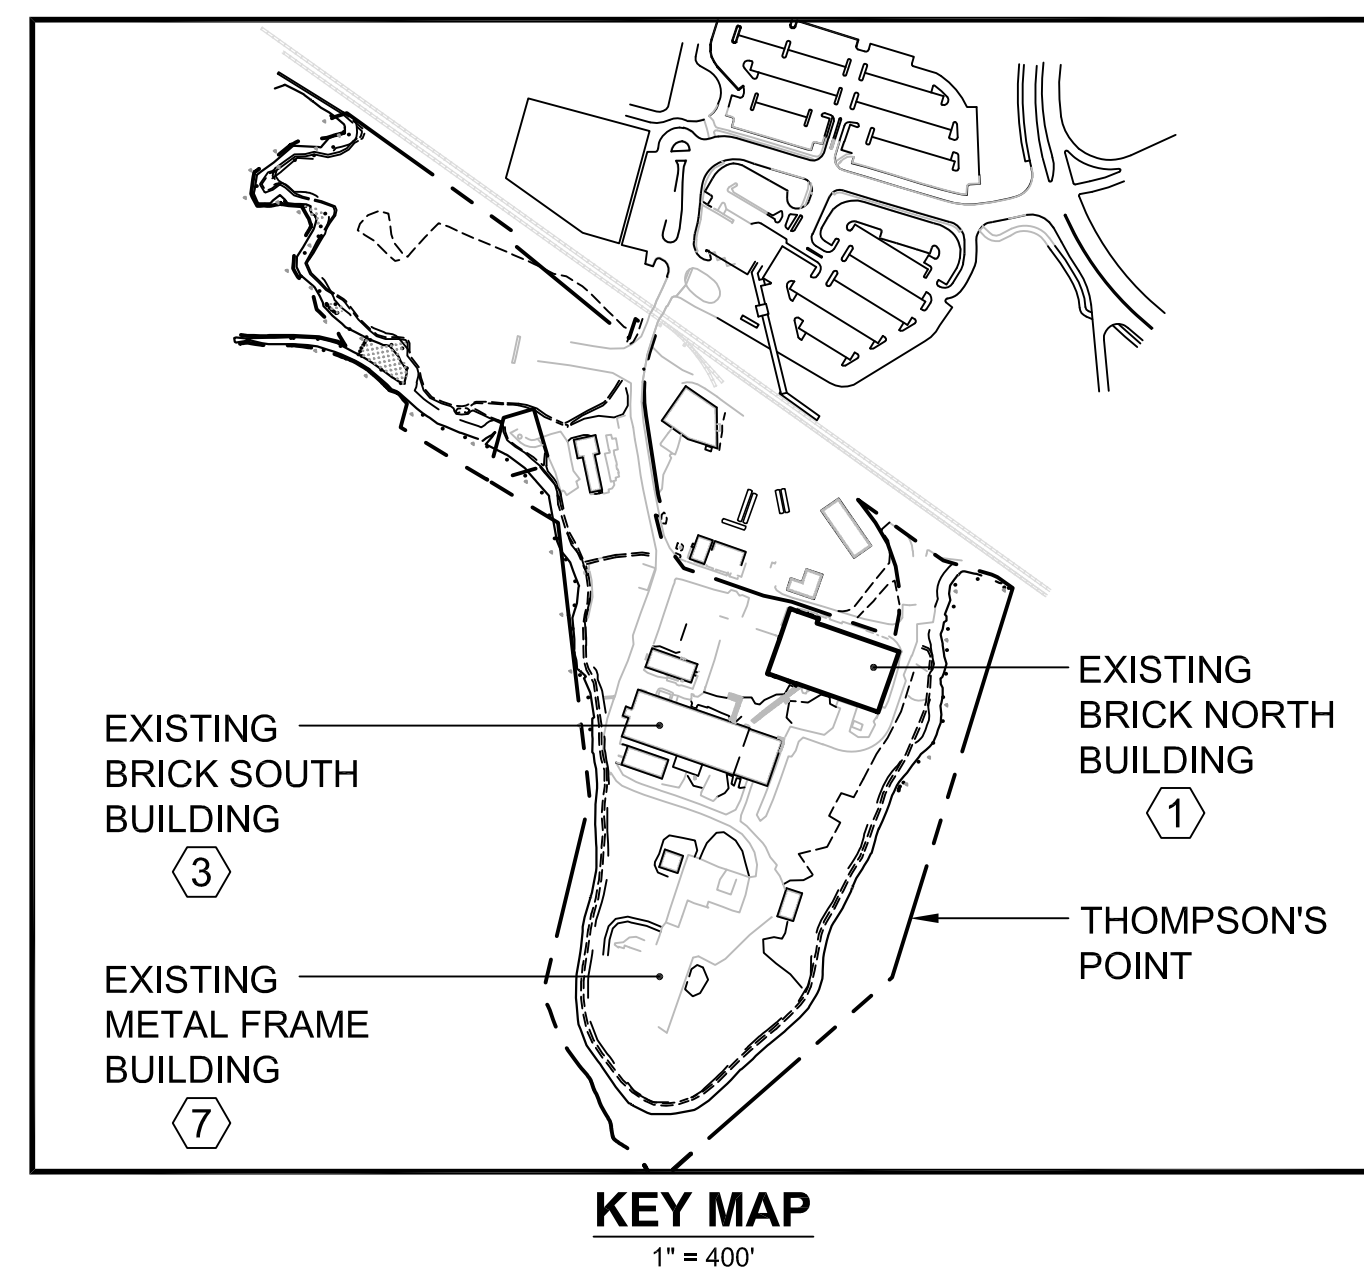 EXISTING
BRICK NORTH
BUILDING
1
EXISTING
BRICK SOUTH
BUILDING
3
THOMPSON'S
POINT
EXISTING
METAL FRAME
BUILDING
7
KEY MAP
1" = 400'